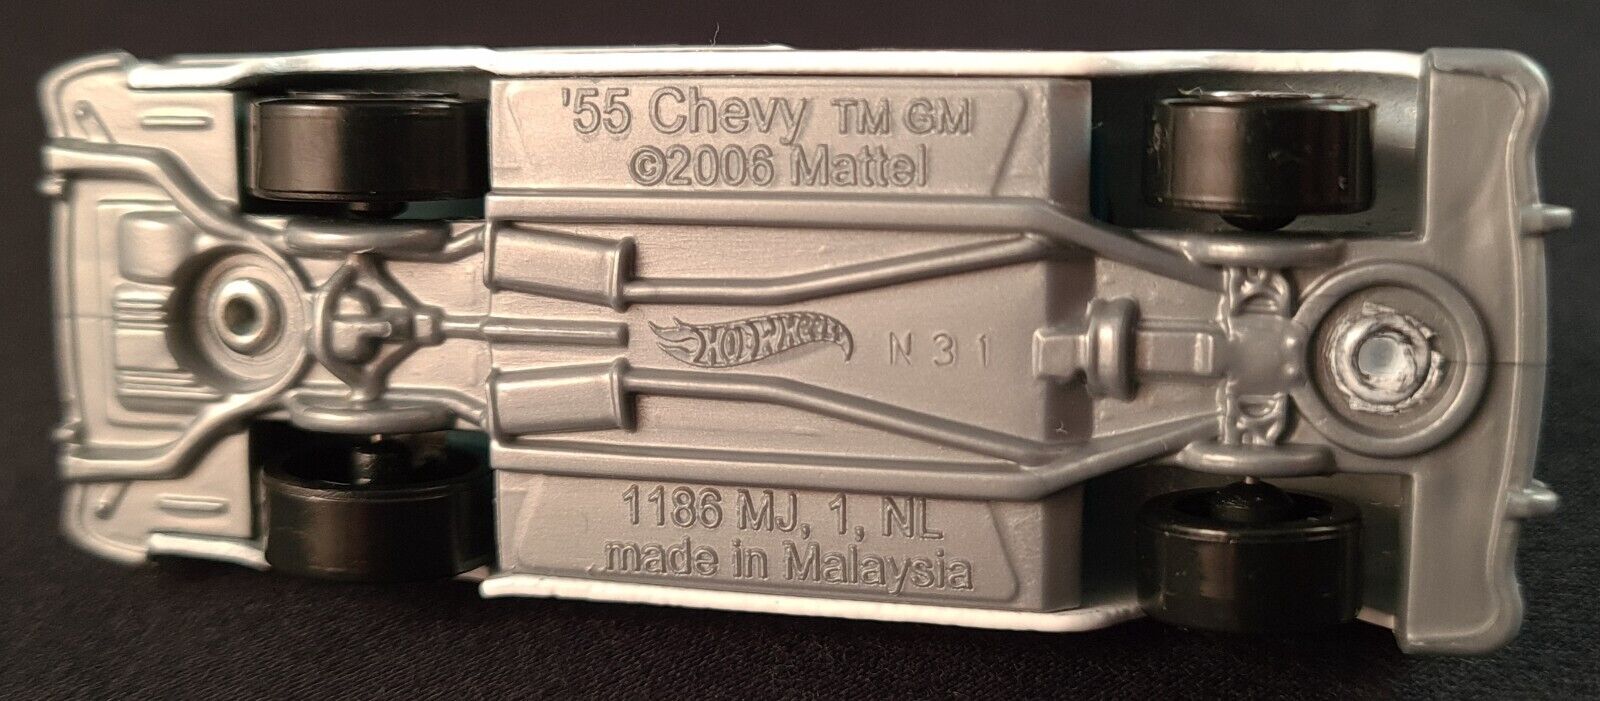 '55 Chevy TM GM
©2006 Mattel
HOT WHEELS
N31
1186 MJ, 1, NL
made in Malaysia